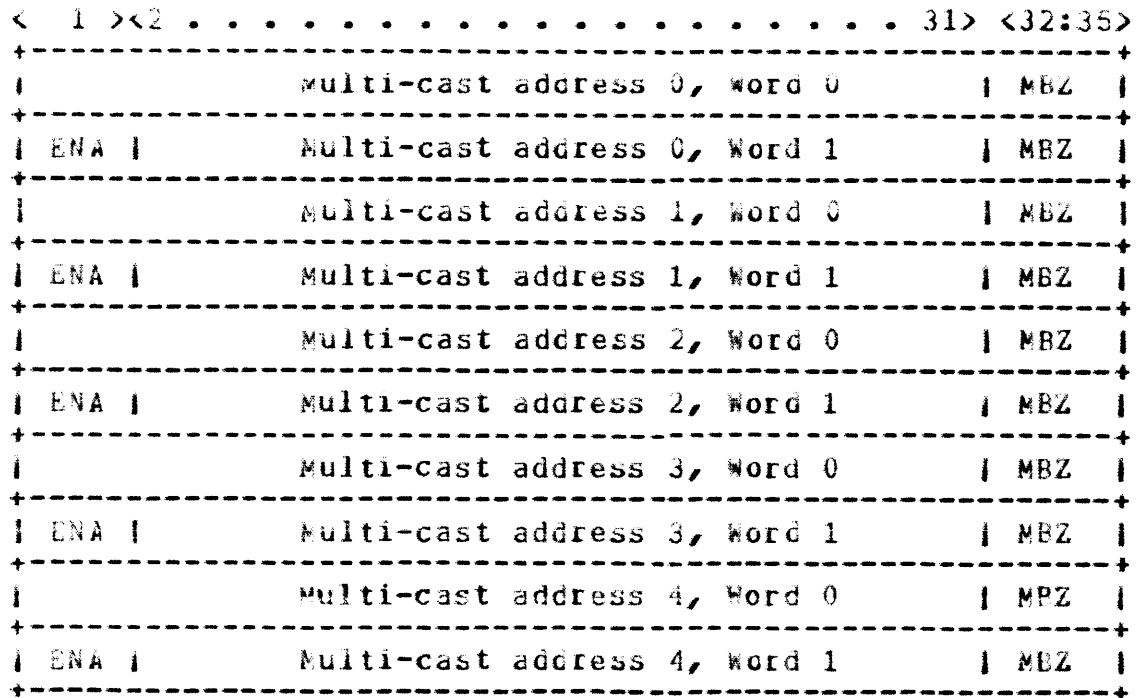 <  1 ><2 . . . . . . . . . . . . . . . . . . . . 31> <32:35>
+----------------------------------------------------------+
|              Multi-cast address 0, Word 0        | MBZ   |
+----------------------------------------------------------+
| ENA |        Multi-cast address 0, Word 1        | MBZ   |
+----------------------------------------------------------+
|              Multi-cast address 1, Word 0        | MBZ   |
+----------------------------------------------------------+
| ENA |        Multi-cast address 1, Word 1        | MBZ   |
+----------------------------------------------------------+
|              Multi-cast address 2, Word 0        | MBZ   |
+----------------------------------------------------------+
| ENA |        Multi-cast address 2, Word 1        | MBZ   |
+----------------------------------------------------------+
|              Multi-cast address 3, Word 0        | MBZ   |
+----------------------------------------------------------+
| ENA |        Multi-cast address 3, Word 1        | MBZ   |
+----------------------------------------------------------+
|              Multi-cast address 4, Word 0        | MBZ   |
+----------------------------------------------------------+
| ENA |        Multi-cast address 4, Word 1        | MBZ   |
+----------------------------------------------------------+